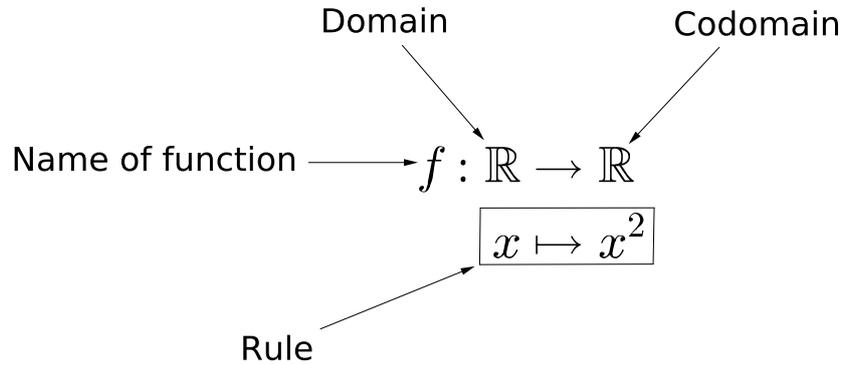 Domain
Codomain
Name of function
f : ℝ → ℝ
x ↦ x²
Rule